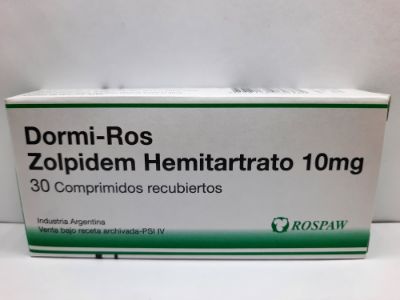 Dormi-Ros
Zolpidem Hemitartrato 10mg
30 Comprimidos recubiertos
Industria Argentina
Venta bajo receta archivada-PSI IV
ROSPAW